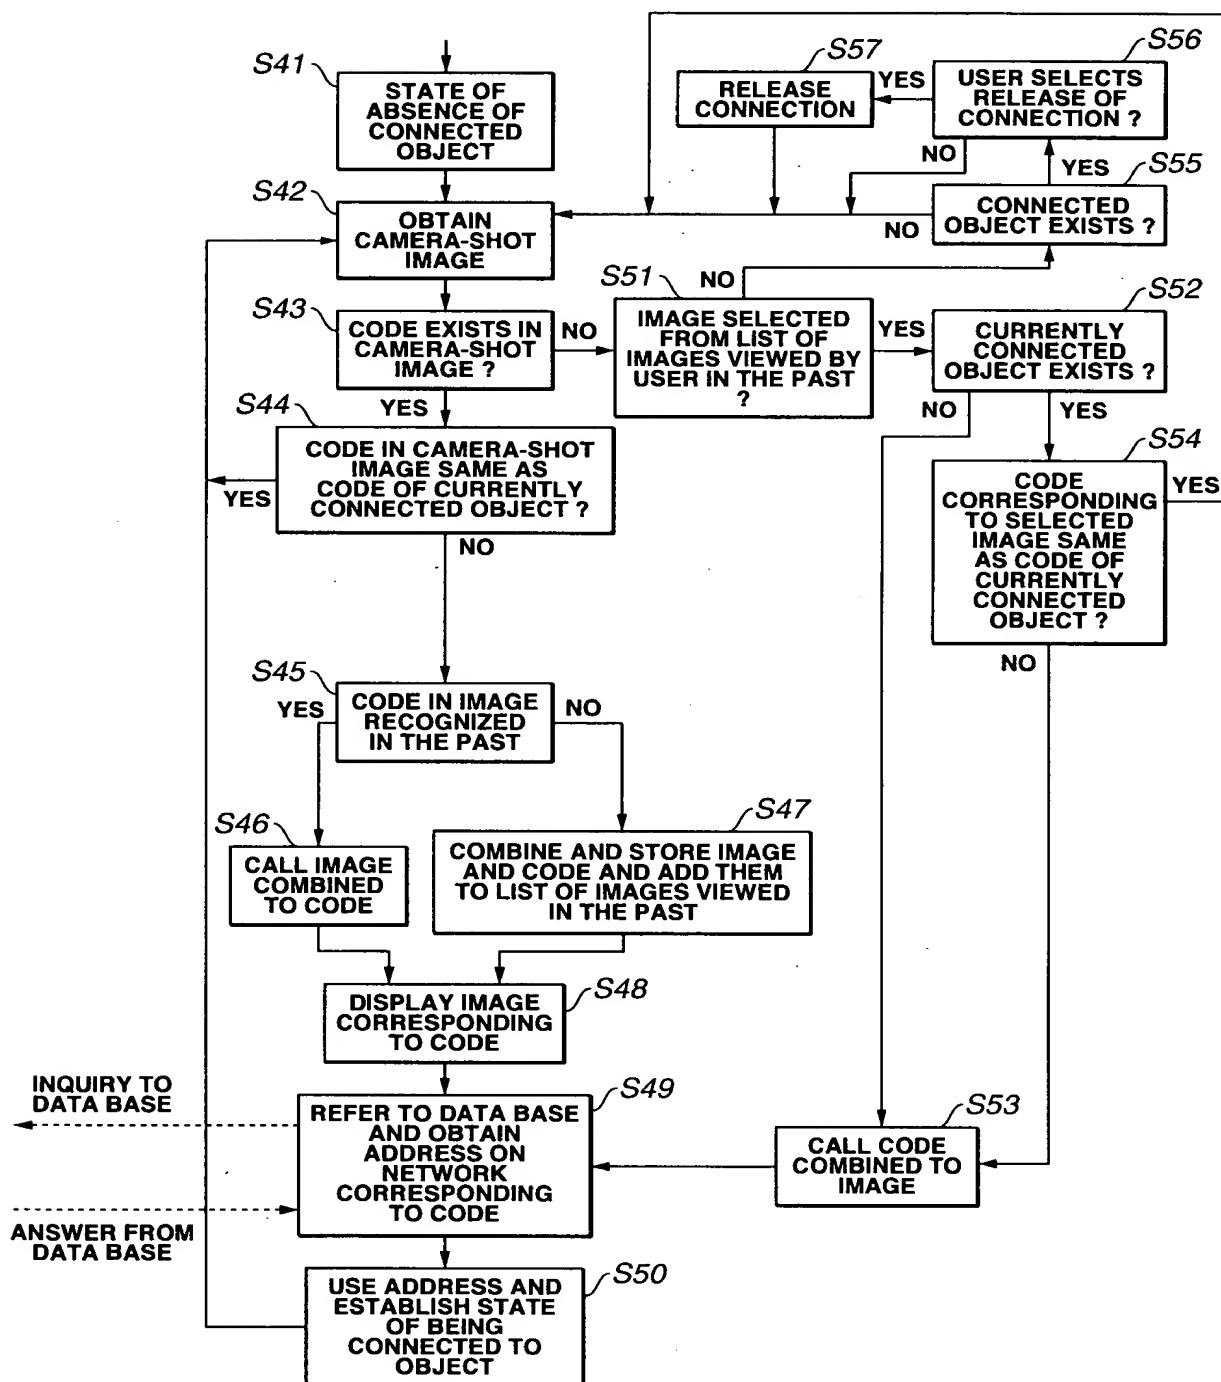 S41
STATE OF
ABSENCE OF
CONNECTED
OBJECT
S57
RELEASE
CONNECTION
YES
S56
USER SELECTS
RELEASE OF
CONNECTION ?
NO
YES
S55
CONNECTED
OBJECT EXISTS ?
NO
S42
OBTAIN
CAMERA-SHOT
IMAGE
S43
CODE EXISTS IN
CAMERA-SHOT
IMAGE ?
NO
YES
S51
NO
IMAGE SELECTED
FROM LIST OF
IMAGES VIEWED BY
USER IN THE PAST
?
YES
S52
CURRENTLY
CONNECTED
OBJECT EXISTS ?
NO
YES
S44
CODE IN CAMERA-SHOT
IMAGE SAME AS
CODE OF CURRENTLY
CONNECTED OBJECT ?
YES
NO
S54
CODE
CORRESPONDING
TO SELECTED
IMAGE SAME
AS CODE OF
CURRENTLY
CONNECTED
OBJECT ?
YES
NO
S45
CODE IN IMAGE
RECOGNIZED
IN THE PAST
YES
NO
S46
CALL IMAGE
COMBINED
TO CODE
S47
COMBINE AND STORE IMAGE
AND CODE AND ADD THEM
TO LIST OF IMAGES VIEWED
IN THE PAST
S48
DISPLAY IMAGE
CORRESPONDING
TO CODE
INQUIRY TO
DATA BASE
S49
REFER TO DATA BASE
AND OBTAIN
ADDRESS ON
NETWORK
CORRESPONDING
TO CODE
S53
CALL CODE
COMBINED TO
IMAGE
ANSWER FROM
DATA BASE
S50
USE ADDRESS AND
ESTABLISH STATE
OF BEING
CONNECTED TO
OBJECT